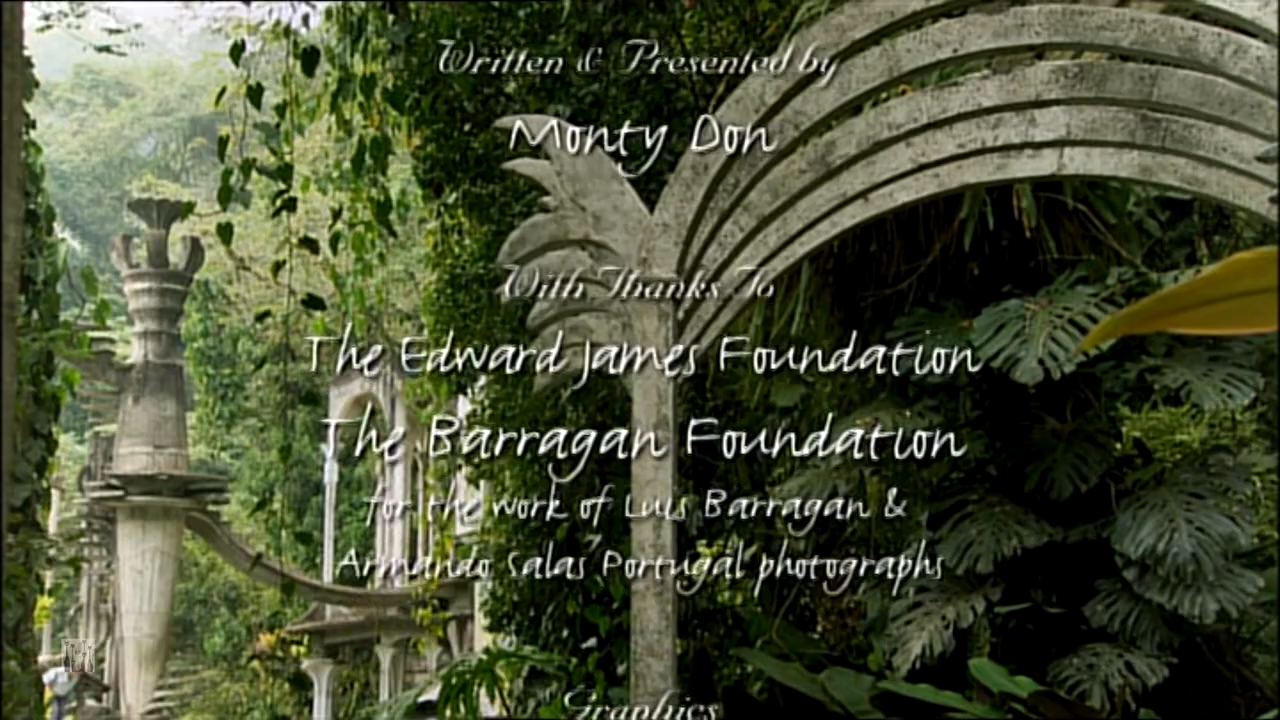 Written & Presented by
Monty Don
With Thanks To
The Edward James Foundation
The Barragan Foundation
for the work of Luis Barragan &
Armando Salas Portugal photographs
Graphics